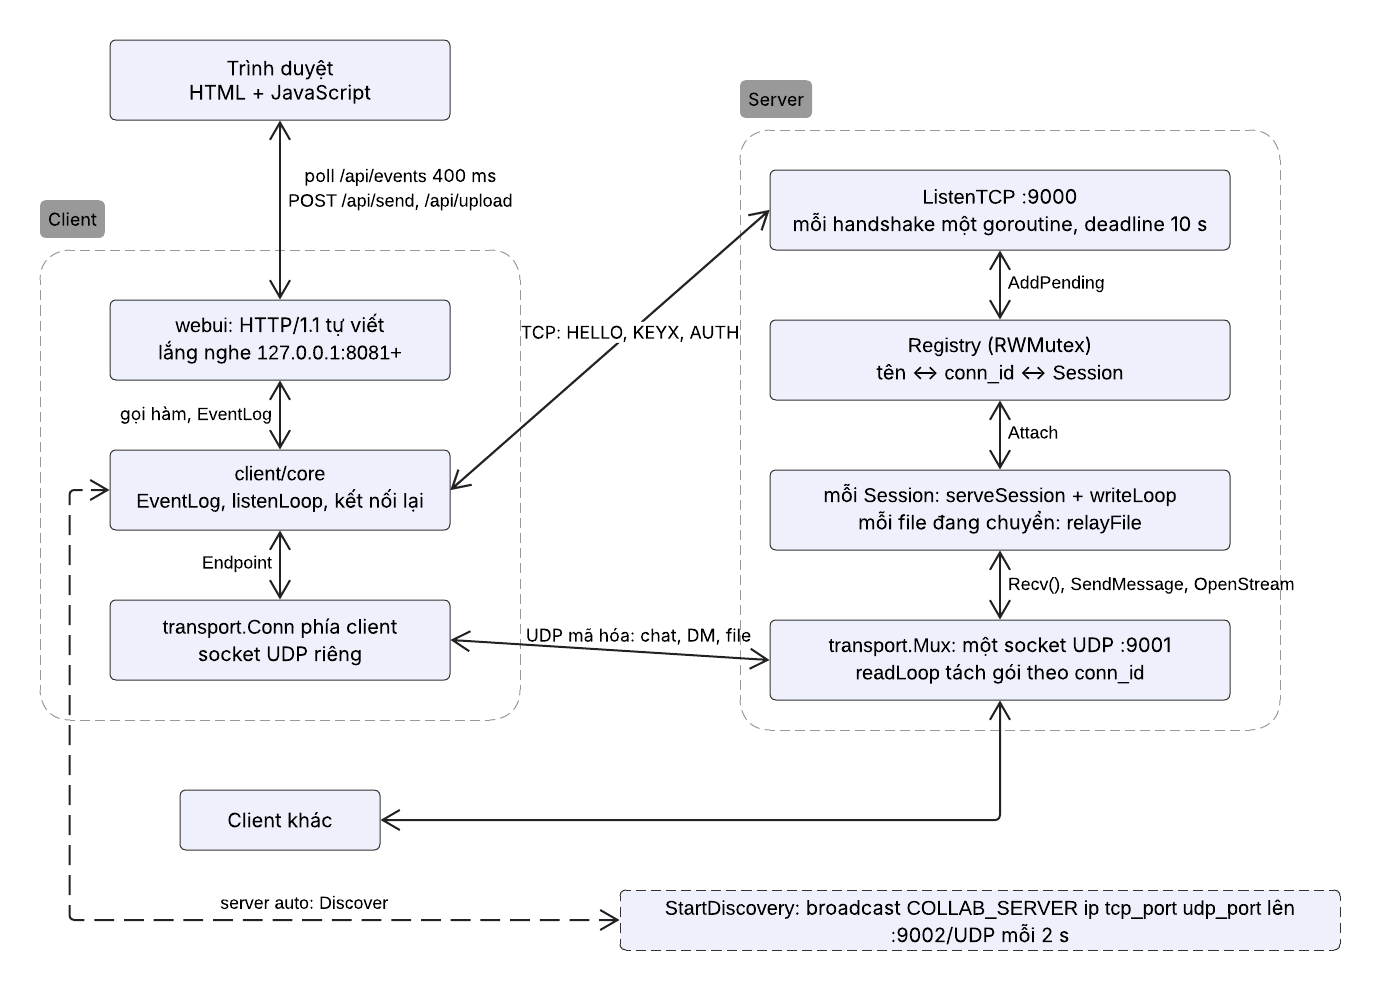 Trình duyệt
HTML + JavaScript
poll /api/events 400 ms
POST /api/send, /api/upload
Client
webui: HTTP/1.1 tự viết
lắng nghe 127.0.0.1:8081+
gọi hàm, EventLog
client/core
EventLog, listenLoop, kết nối lại
Endpoint
transport.Conn phía client
socket UDP riêng
TCP: HELLO, KEYX, AUTH
UDP mã hóa: chat, DM, file
Server
ListenTCP :9000
mỗi handshake một goroutine, deadline 10 s
AddPending
Registry (RWMutex)
tên ↔ conn_id ↔ Session
Attach
mỗi Session: serveSession + writeLoop
mỗi file đang chuyển: relayFile
Recv(), SendMessage, OpenStream
transport.Mux: một socket UDP :9001
readLoop tách gói theo conn_id
Client khác
server auto: Discover
StartDiscovery: broadcast COLLAB_SERVER ip tcp_port udp_port lên
:9002/UDP mỗi 2 s